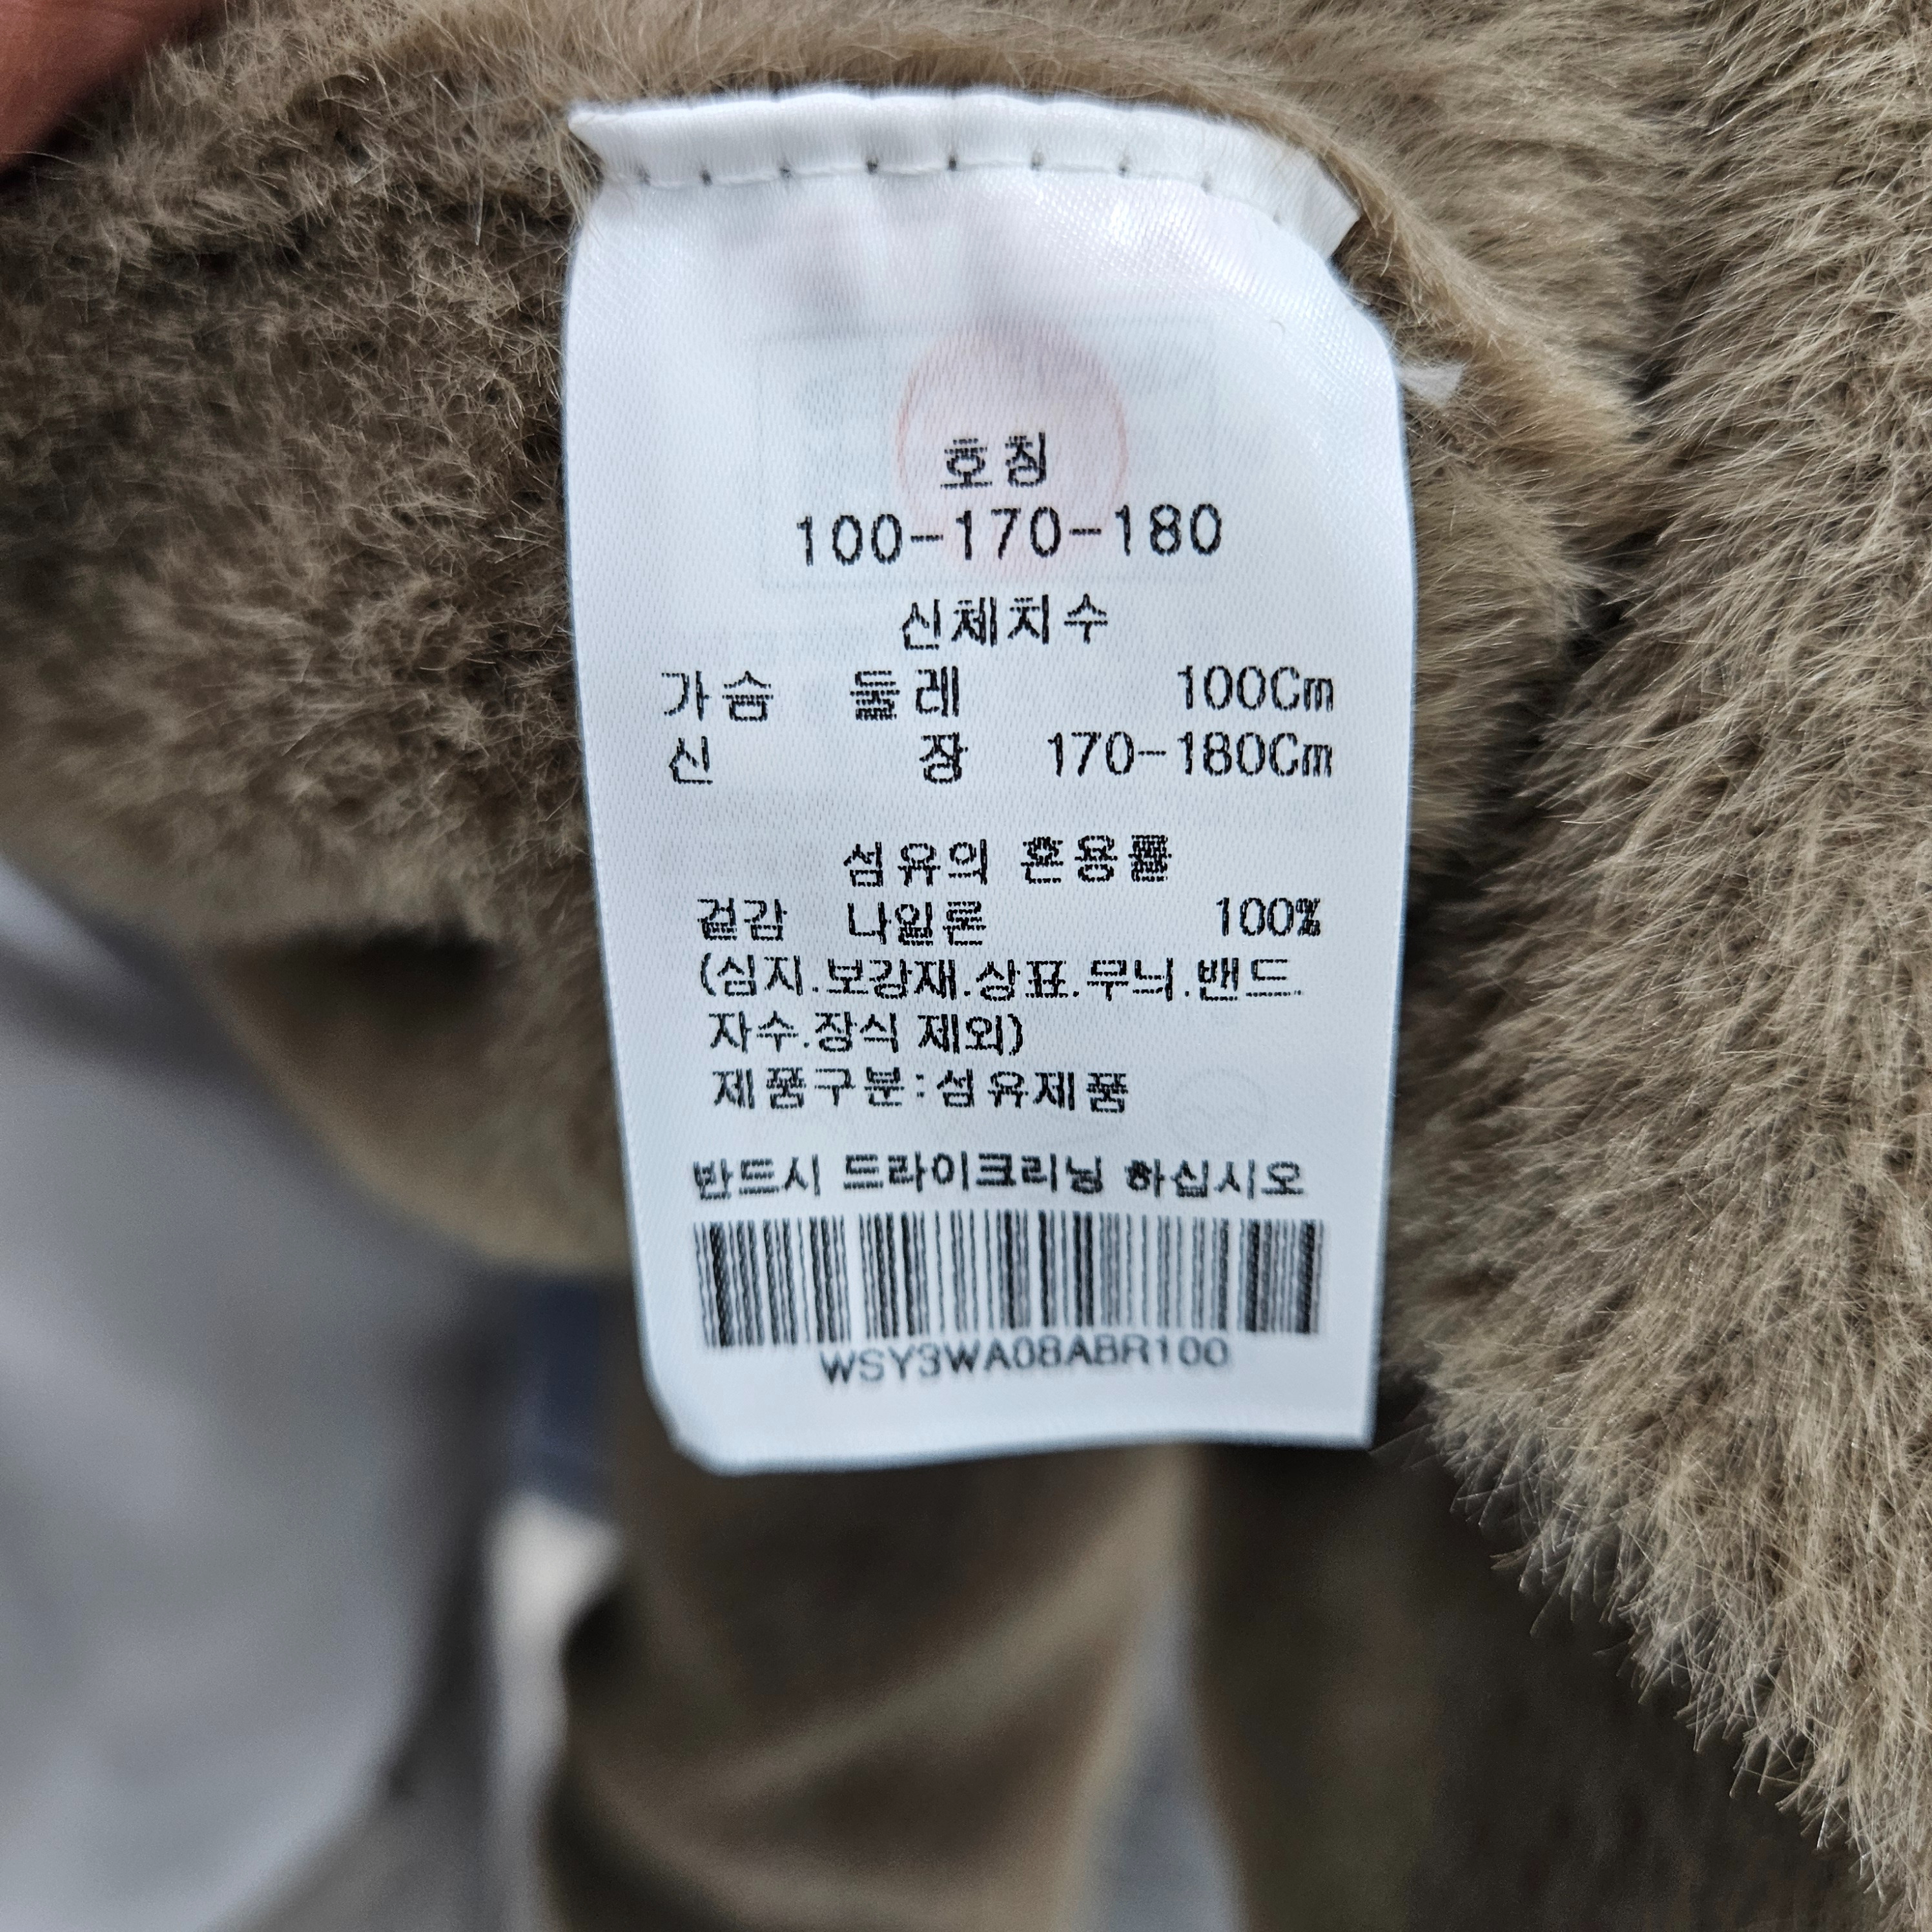 호칭
100-170-180
신체치수
가슴 둘레 100Cm
신 장 170-180Cm
섬유의 혼용률
겉감 나일론 100%
(심지.보강재.상표.무늬.밴드.
자수.장식 제외)
제품구분:섬유제품
반드시 드라이크리닝 하십시오
WSY3WA08ABR100